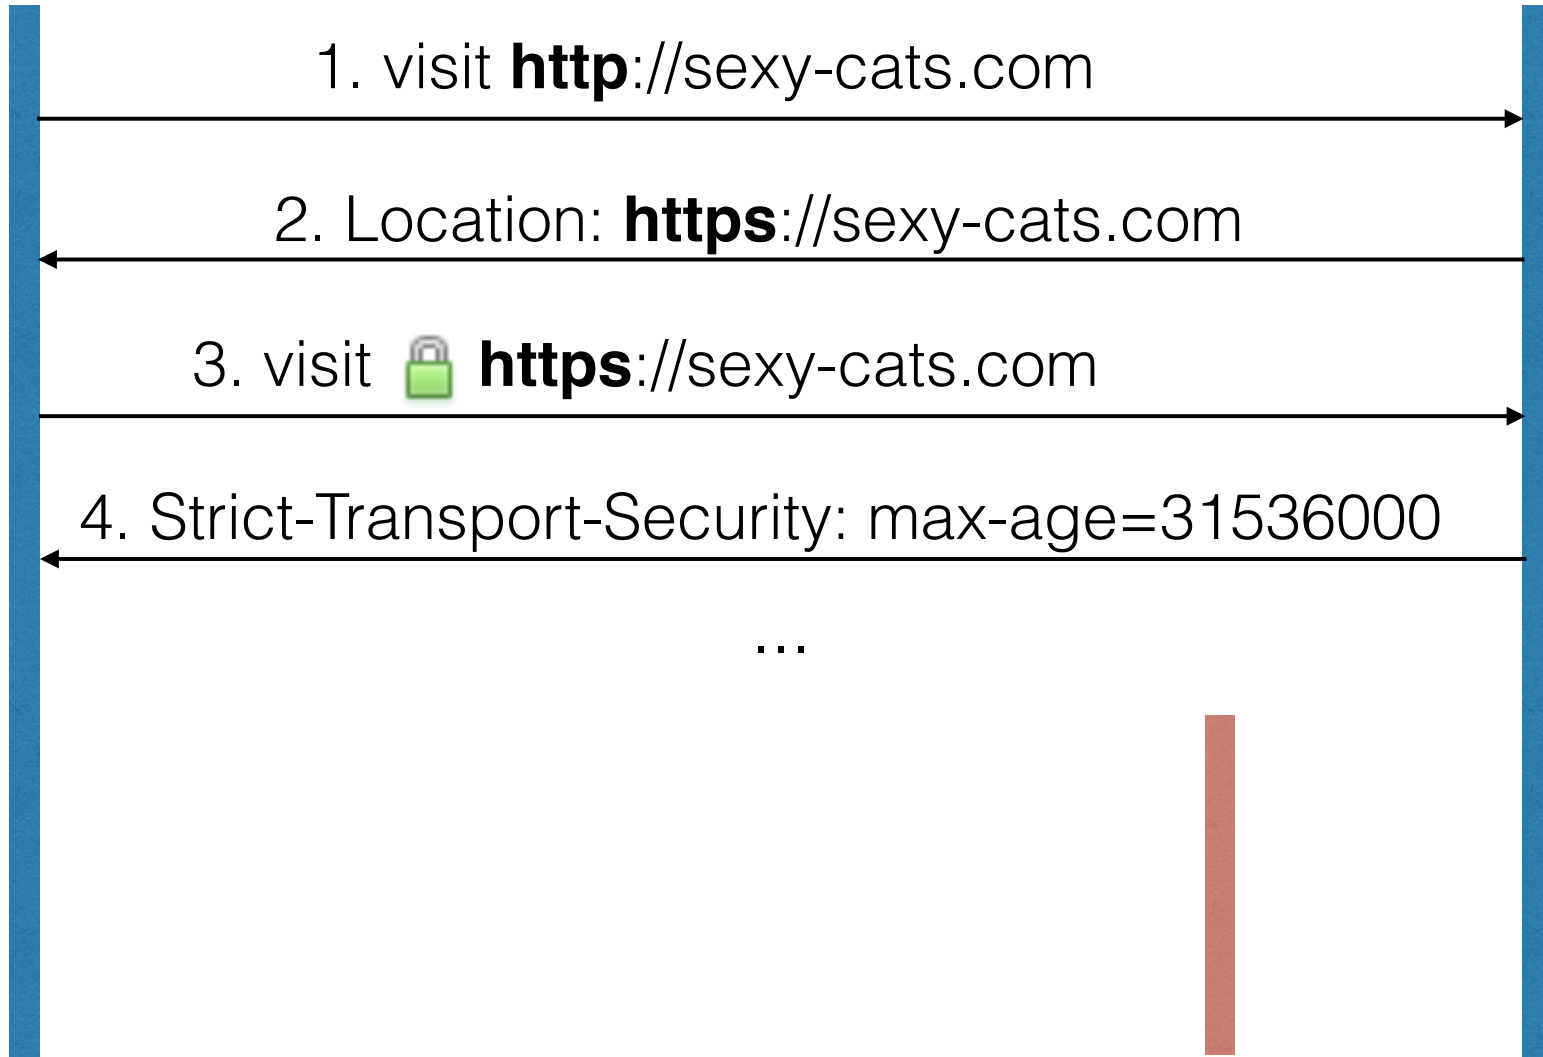 1. visit http://sexy-cats.com
2. Location: https://sexy-cats.com
3. visit https://sexy-cats.com
4. Strict-Transport-Security: max-age=31536000
...